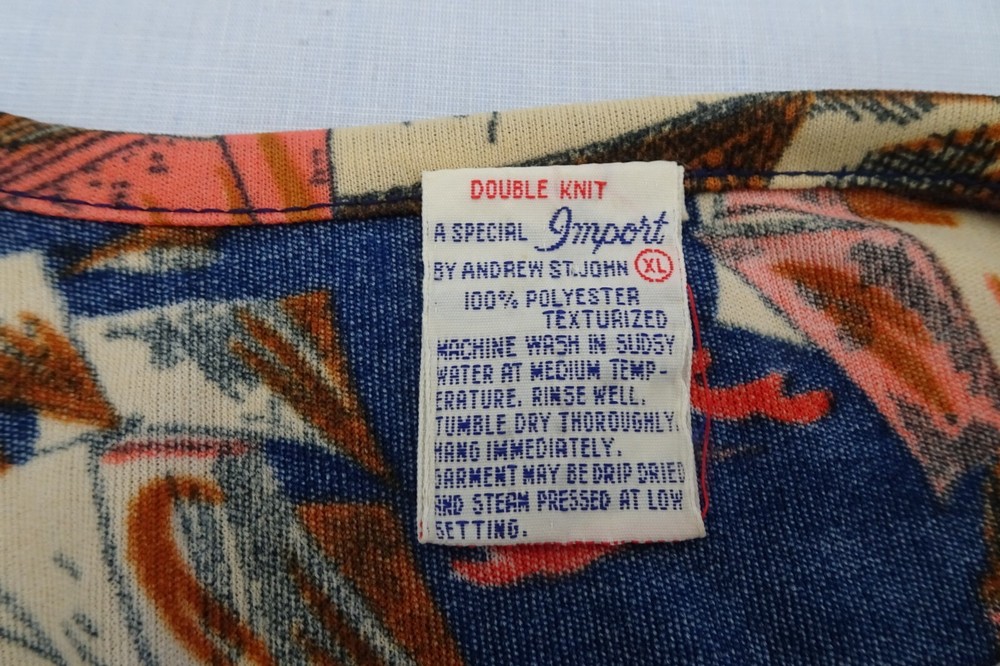 DOUBLE KNIT
A SPECIAL Import
BY ANDREW ST.JOHN XL
100% POLYESTER
TEXTURIZED
MACHINE WASH IN SUDSY
WATER AT MEDIUM TEMP-
ERATURE. RINSE WELL.
TUMBLE DRY THOROUGHLY.
HANG IMMEDIATELY.
GARMENT MAY BE DRIP DRIED
AND STEAM PRESSED AT LOW
SETTING.